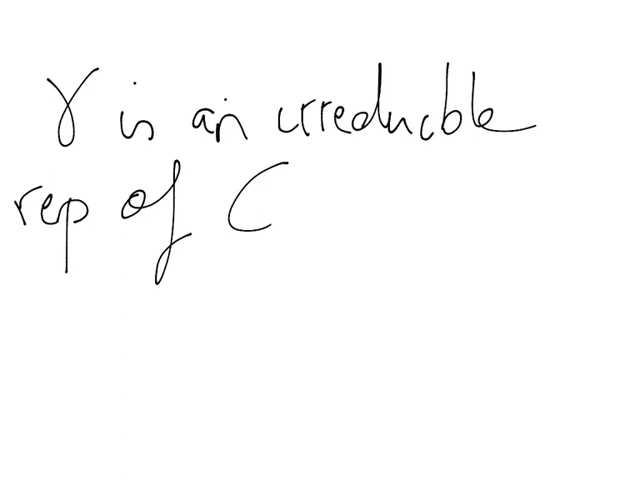 γ is an irreducible
rep of C